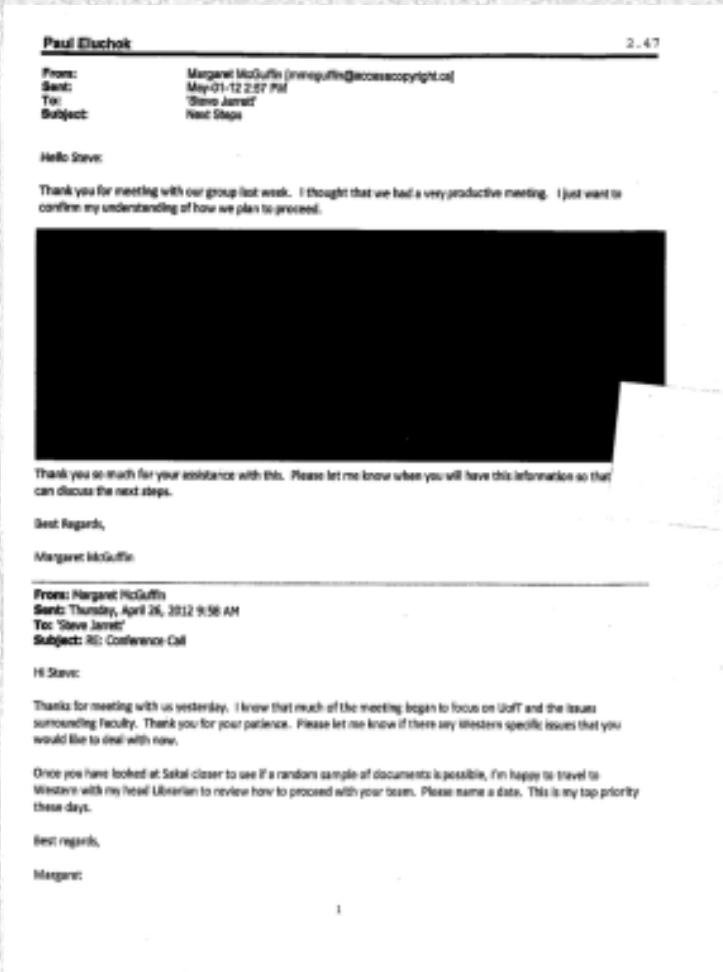 Paul Eluchok 2.47
From: Margaret McGuffin [mmcguffin@accesscopyright.ca]
Sent: May-01-12 2:57 PM
To: 'Steve Jarrett'
Subject: Next Steps
Hello Steve:
Thank you for meeting with our group last week. I thought that we had a very productive meeting. I just want to
confirm my understanding of how we plan to proceed.
Thank you so much for your assistance with this. Please let me know when you will have this information so that
can discuss the next steps.
Best Regards,
Margaret McGuffin
From: Margaret McGuffin
Sent: Thursday, April 26, 2012 9:58 AM
To: 'Steve Jarrett'
Subject: RE: Conference Call
Hi Steve:
Thanks for meeting with us yesterday. I know that much of the meeting began to focus on UofT and the issues
surrounding Faculty. Thank you for your patience. Please let me know if there any Western specific issues that you
would like to deal with now.
Once you have looked at Sakai closer to see if a random sample of documents is possible, I'm happy to travel to
Western with my head Librarian to review how to proceed with your team. Please name a date. This is my top priority
these days.
Best regards,
Margaret
1